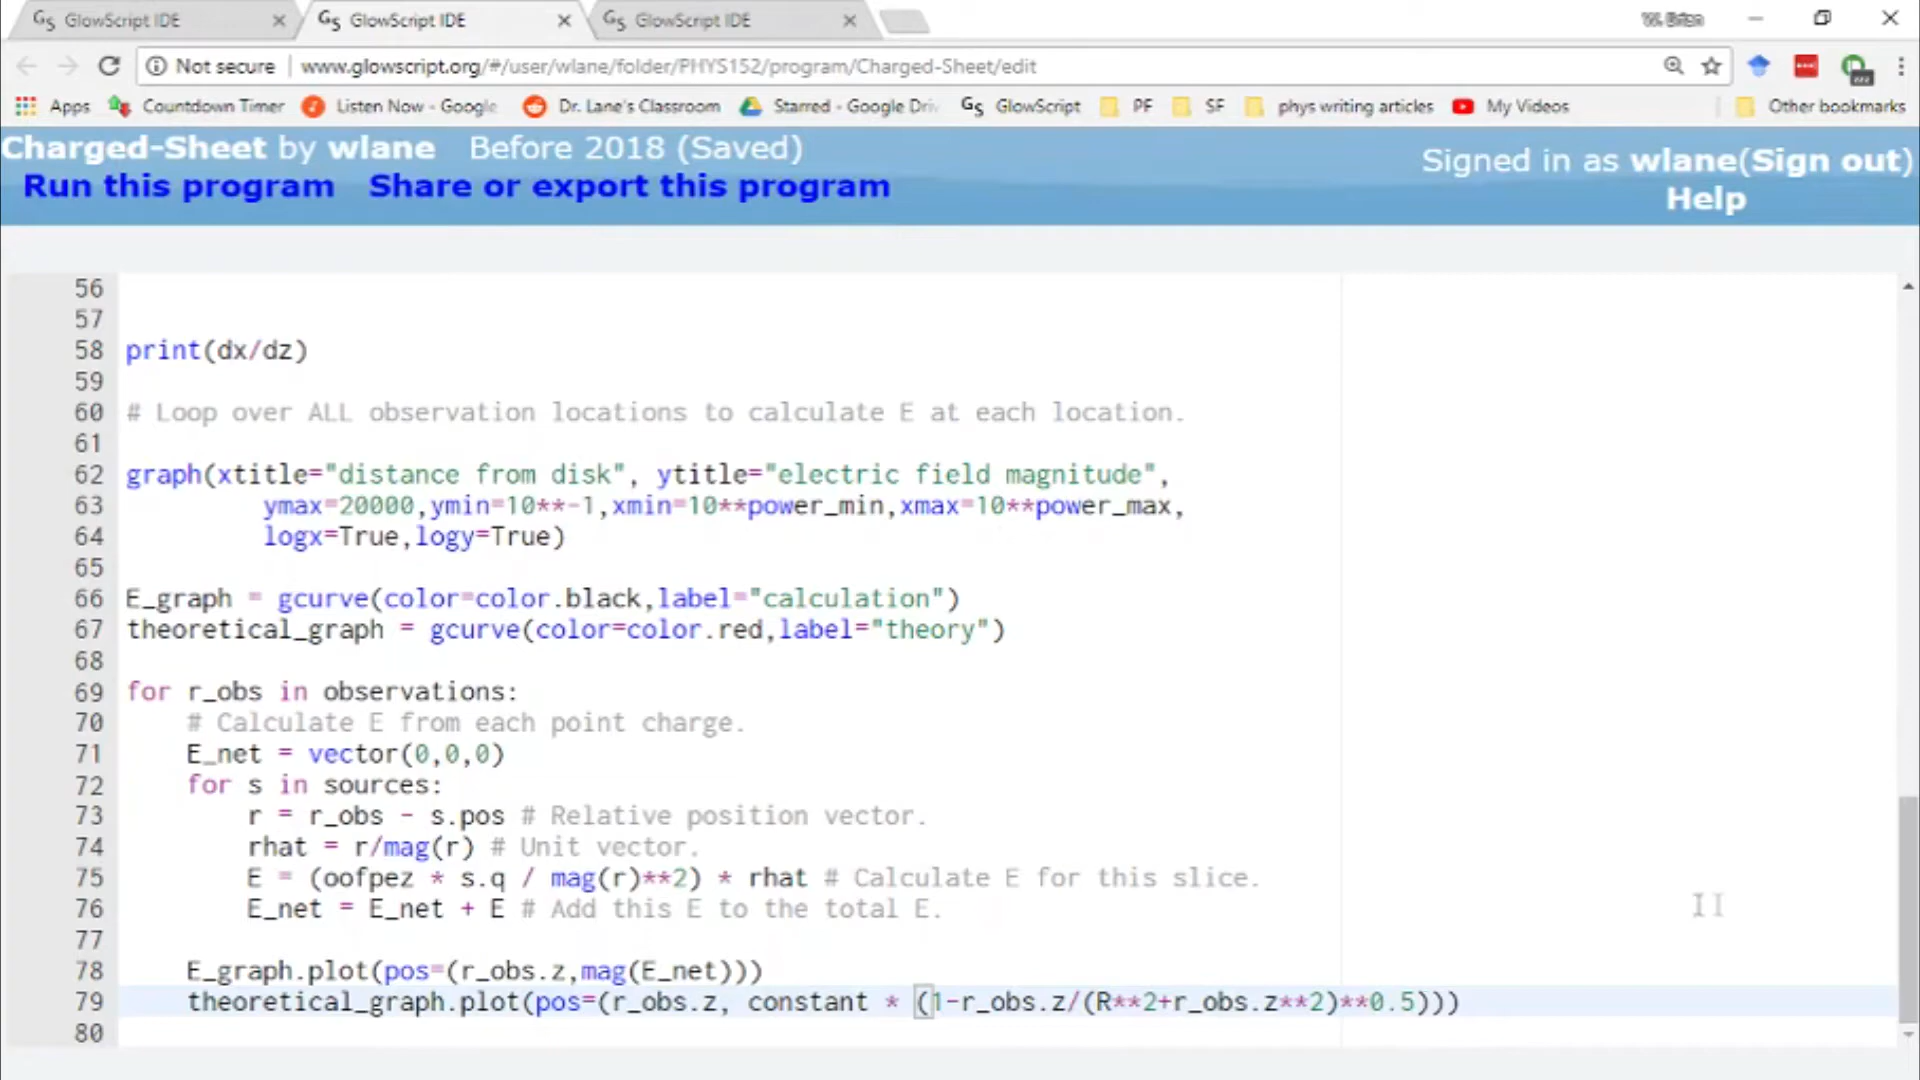 GlowScript IDE
GlowScript IDE
GlowScript IDE
Not secure | www.glowscript.org/#/user/wlane/folder/PHYS152/program/Charged-Sheet/edit
Apps Countdown Timer Listen Now - Google Dr. Lane's Classroom Starred - Google Driv GlowScript PF SF phys writing articles My Videos Other bookmarks
Charged-Sheet by wlane Before 2018 (Saved)
Signed in as wlane(Sign out)
Run this program Share or export this program
Help
56
57
58 print(dx/dz)
59
60 # Loop over ALL observation locations to calculate E at each location.
61
62 graph(xtitle="distance from disk", ytitle="electric field magnitude",
63 ymax=20000,ymin=10**-1,xmin=10**power_min,xmax=10**power_max,
64 logx=True,logy=True)
65
66 E_graph = gcurve(color=color.black,label="calculation")
67 theoretical_graph = gcurve(color=color.red,label="theory")
68
69 for r_obs in observations:
70 # Calculate E from each point charge.
71 E_net = vector(0,0,0)
72 for s in sources:
73 r = r_obs - s.pos # Relative position vector.
74 rhat = r/mag(r) # Unit vector.
75 E = (oofpez * s.q / mag(r)**2) * rhat # Calculate E for this slice.
76 E_net = E_net + E # Add this E to the total E.
77
78 E_graph.plot(pos=(r_obs.z,mag(E_net)))
79 theoretical_graph.plot(pos=(r_obs.z, constant * (1-r_obs.z/(R**2+r_obs.z**2)**0.5)))
80